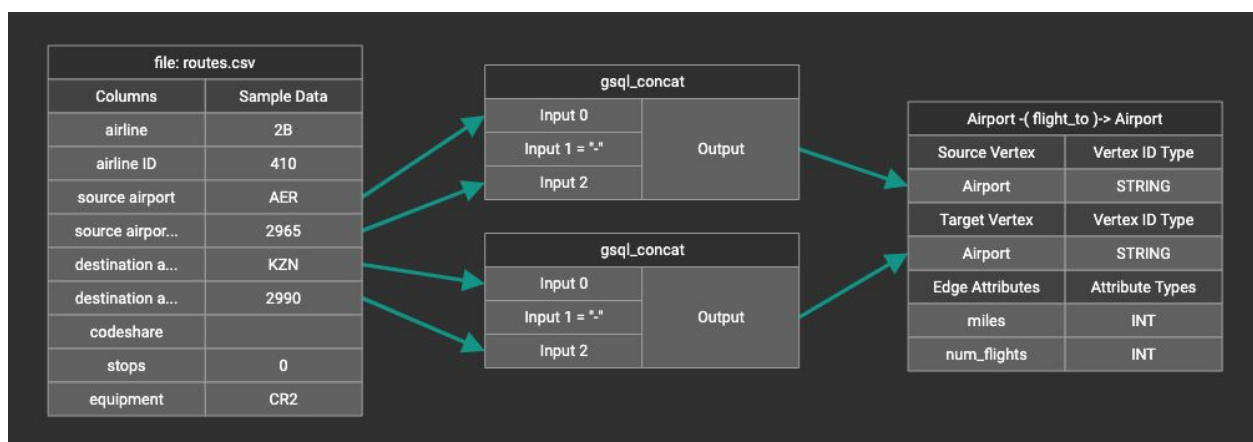 file: routes.csv
Columns Sample Data
airline 2B
airline ID 410
source airport AER
source airpor... 2965
destination a... KZN
destination a... 2990
codeshare
stops 0
equipment CR2
gsql_concat
Input 0
Input 1 = "-" Output
Input 2
gsql_concat
Input 0
Input 1 = "-" Output
Input 2
Airport -( flight_to )-> Airport
Source Vertex Vertex ID Type
Airport STRING
Target Vertex Vertex ID Type
Airport STRING
Edge Attributes Attribute Types
miles INT
num_flights INT